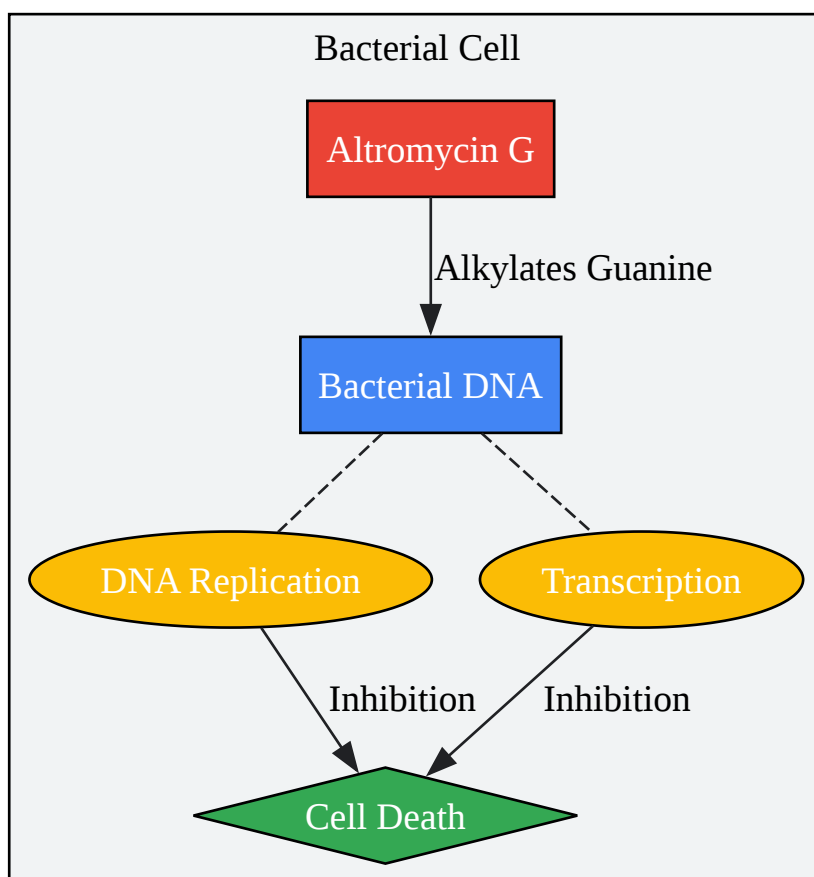 Bacterial Cell
Altromycin G
Alkylates Guanine
Bacterial DNA
DNA Replication
Transcription
Inhibition
Inhibition
Cell Death